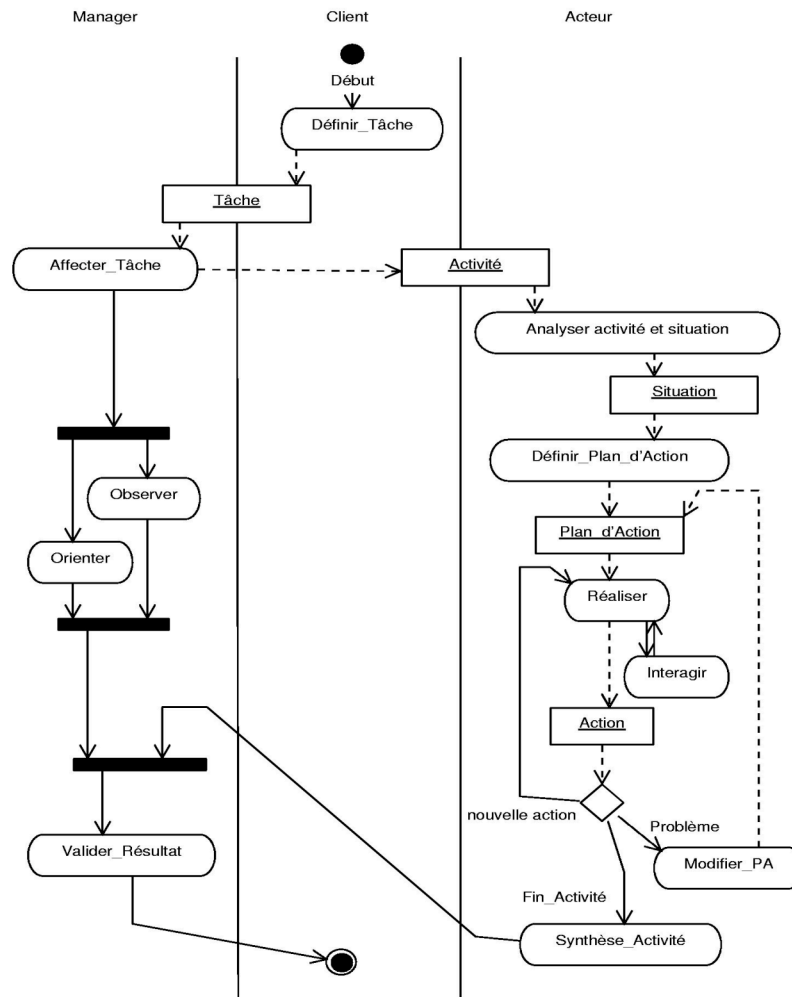 Manager
Client
Acteur
Début
Définir_Tâche
Tâche
Affecter_Tâche
Activité
Analyser activité et situation
Situation
Définir_Plan_d'Action
Observer
Plan_d'Action
Orienter
Réaliser
Interagir
Action
nouvelle action
Problème
Valider_Résultat
Modifier_PA
Fin_Activité
Synthèse_Activité